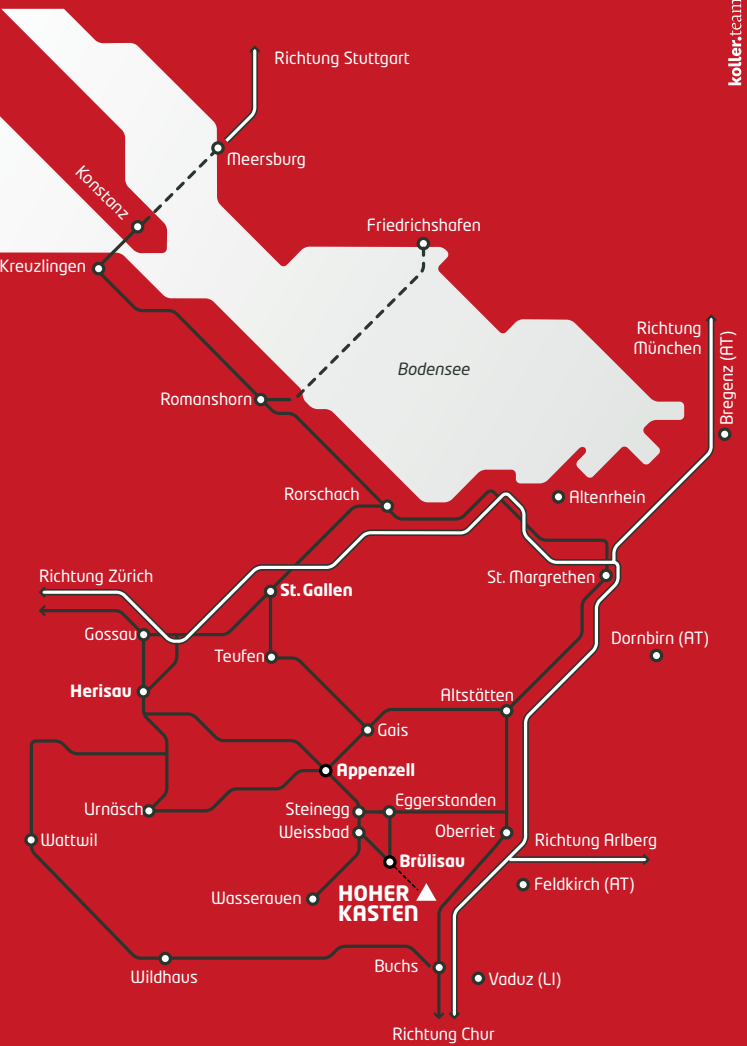 koller.team
Richtung Stuttgart
Meersburg
Konstanz
Friedrichshafen
Kreuzlingen
Richtung
München
Bregenz (AT)
Bodensee
Romanshorn
Rorschach
Altenrhein
Richtung Zürich
St. Gallen
St. Margrethen
Gossau
Teufen
Dornbirn (AT)
Herisau
Altstätten
Gais
Appenzell
Urnäsch
Steinegg
Eggerstanden
Weissbad
Oberriet
Wattwil
Richtung Arlberg
Brülisau
Feldkirch (AT)
Wasserauen
HOHER
KASTEN
Buchs
Wildhaus
Vaduz (LI)
Richtung Chur